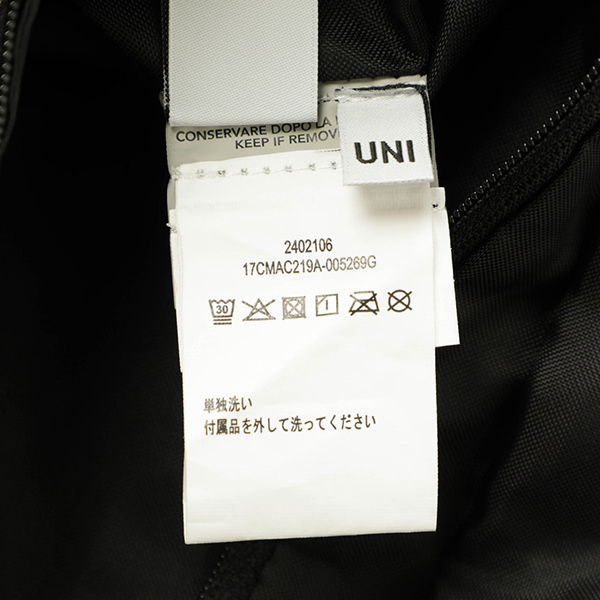 CONSERVARE DOPO LA
KEEP IF REMOV
UNI
2402106
17CMAC219A-005269G
30
単独洗い
付属品を外して洗ってください